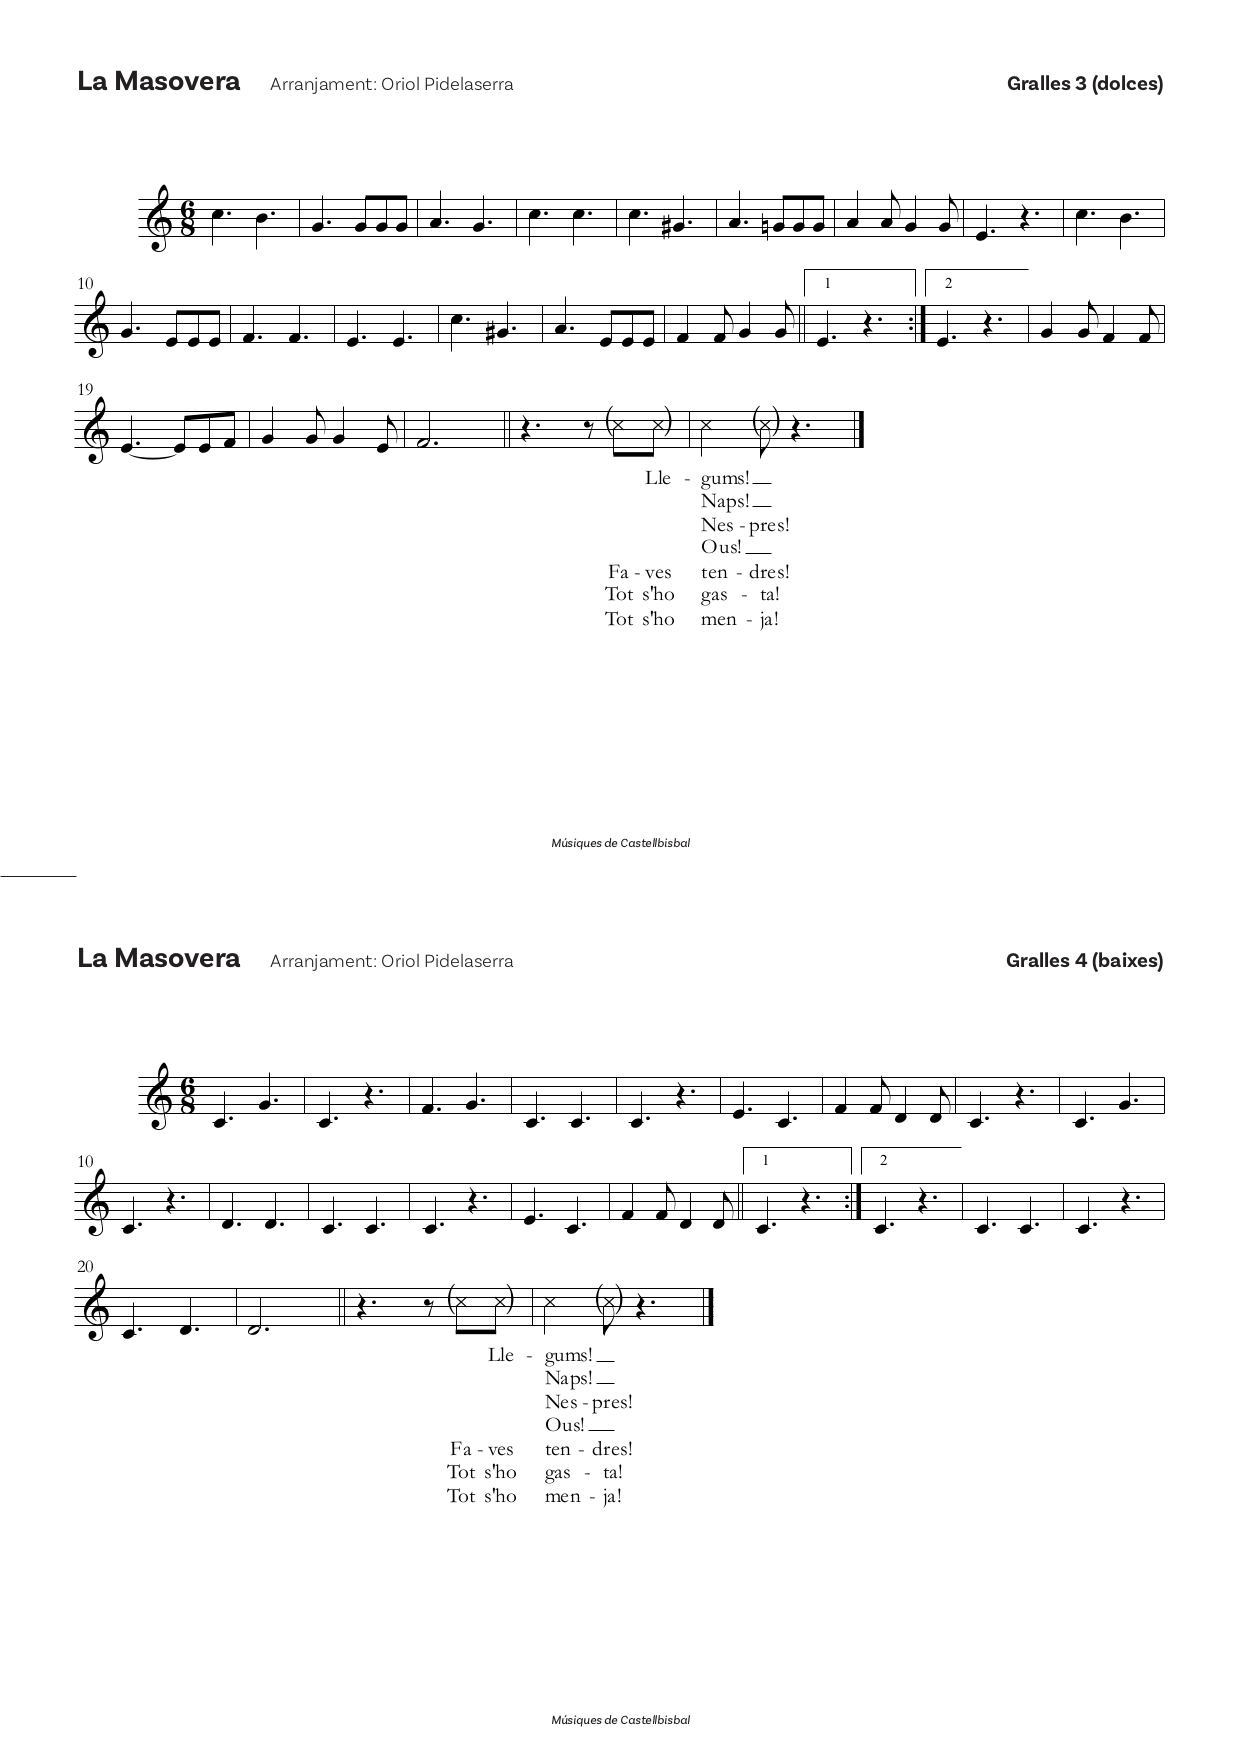 La Masovera Arranjament: Oriol Pidelaserra Gralles 3 (dolces)
6
8
10 1 2
19
Lle - gums!
Naps!
Nes - pres!
Ous!
Fa - ves ten - dres!
Tot s'ho gas - ta!
Tot s'ho men - ja!
Músiques de Castellbisbal
La Masovera Arranjament: Oriol Pidelaserra Gralles 4 (baixes)
6
8
10 1 2
20
Lle - gums!
Naps!
Nes - pres!
Ous!
Fa - ves ten - dres!
Tot s'ho gas - ta!
Tot s'ho men - ja!
Músiques de Castellbisbal